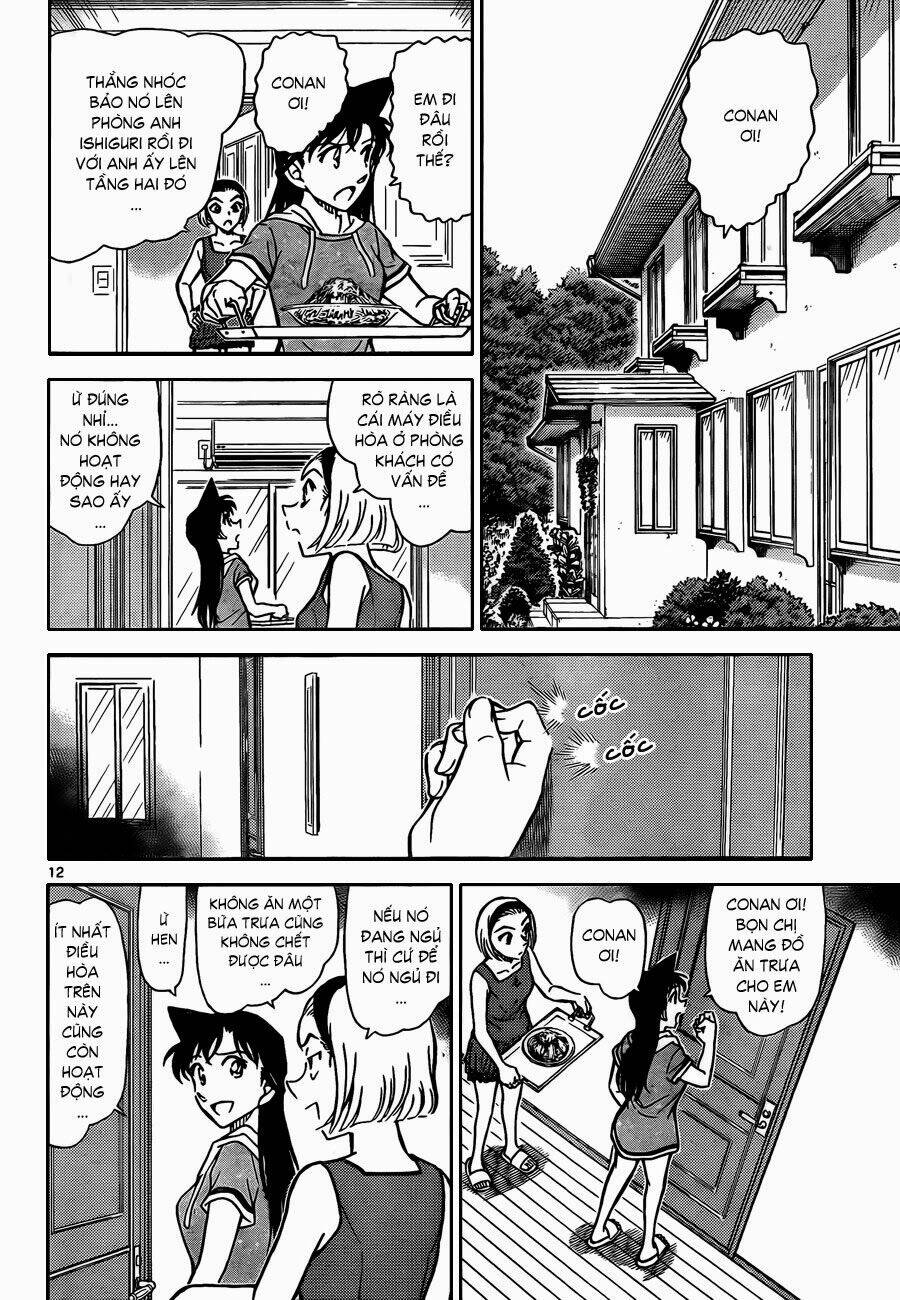 CONAN
ƠI!
EM ĐI
ĐÂU
RỒI
THẾ?
CONAN
ƠI!
THẰNG NHÓC
BẢO NÓ LÊN
PHÒNG ANH
ISHIGURI RỒI ĐI
VỚI ANH ẤY LÊN
TẦNG HAI ĐÓ
...
RÕ RÀNG LÀ
CÁI MÁY ĐIỀU
HÒA Ở PHÒNG
KHÁCH CÓ
VẤN ĐỀ
...
Ừ ĐÚNG
NHỈ...
NÓ KHÔNG
HOẠT
ĐỘNG HAY
SAO ẤY
...
CỐC
CỐC
12
CONAN ƠI!
BỌN CHỊ
MANG ĐỒ
ĂN TRƯA
CHO EM
NÀY!
CONAN
ƠI!
NẾU NÓ
ĐANG NGỦ
THÌ CỨ ĐỂ
NÓ NGỦ ĐI
...
KHÔNG ĂN MỘT
BỮA TRƯA CŨNG
KHÔNG CHẾT
ĐƯỢC ĐÂU
...
Ừ
HEN
...
ÍT NHẤT
ĐIỀU
HÒA TRÊN
NÀY
CŨNG
CÒN
HOẠT
ĐỘNG
...